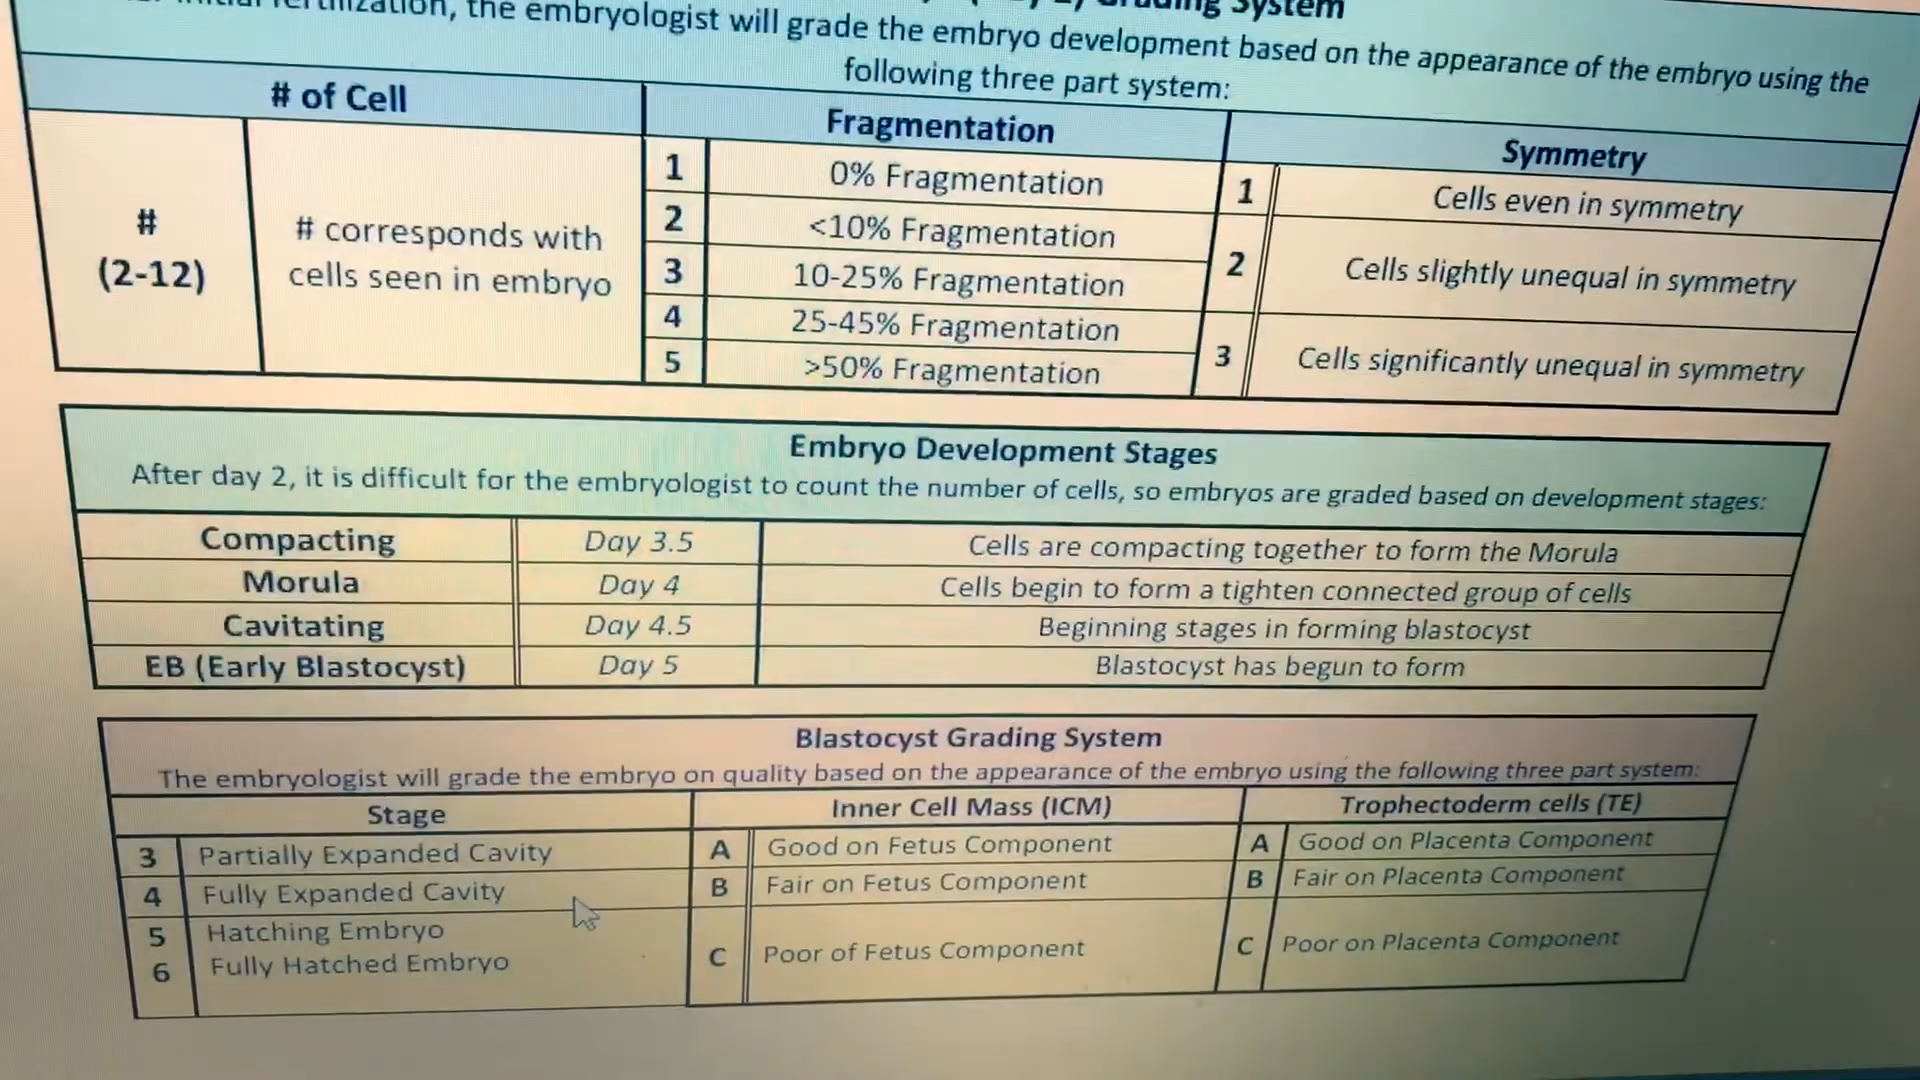 Grading System
initial fertilization, the embryologist will grade the embryo development based on the appearance of the embryo using the
following three part system:
# of Cell
Fragmentation
Symmetry
#
(2-12)
# corresponds with
cells seen in embryo
1 0% Fragmentation
2 <10% Fragmentation
3 10-25% Fragmentation
4 25-45% Fragmentation
5 >50% Fragmentation
1 Cells even in symmetry
2 Cells slightly unequal in symmetry
3 Cells significantly unequal in symmetry
Embryo Development Stages
After day 2, it is difficult for the embryologist to count the number of cells, so embryos are graded based on development stages:
Compacting Day 3.5 Cells are compacting together to form the Morula
Morula Day 4 Cells begin to form a tighten connected group of cells
Cavitating Day 4.5 Beginning stages in forming blastocyst
EB (Early Blastocyst) Day 5 Blastocyst has begun to form
Blastocyst Grading System
The embryologist will grade the embryo on quality based on the appearance of the embryo using the following three part system:
Stage
Inner Cell Mass (ICM)
Trophectoderm cells (TE)
3 Partially Expanded Cavity
4 Fully Expanded Cavity
5 Hatching Embryo
6 Fully Hatched Embryo
A Good on Fetus Component
B Fair on Fetus Component
C Poor of Fetus Component
A Good on Placenta Component
B Fair on Placenta Component
C Poor on Placenta Component